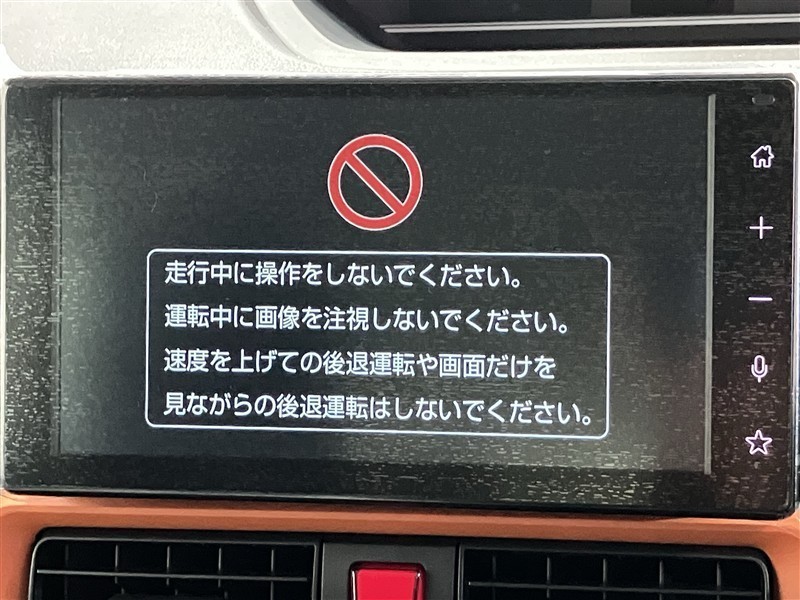 走行中に操作をしないでください。
運転中に画像を注視しないでください。
速度を上げての後退運転や画面だけを
見ながらの後退運転はしないでください。